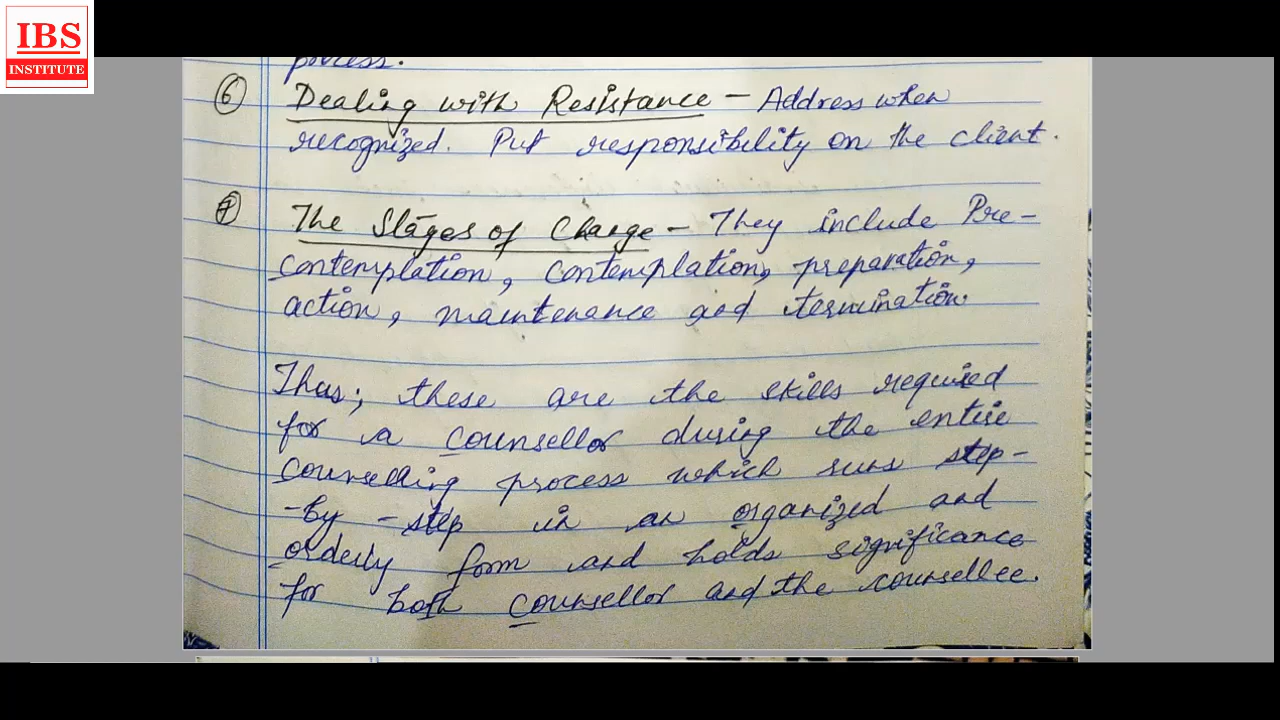 IBS
INSTITUTE
process.
6 Dealing with Resistance - Address when
recognized. Put responsibility on the client.
7 The Stages of Change - They include Pre-
contemplation, contemplation, preparation,
action, maintenance and termination.
Thus; these are the skills required
for a counsellor during the entire
counselling process which runs step-
-by-step in an organized and
orderly form and holds significance
for both counsellor and the counsellee.